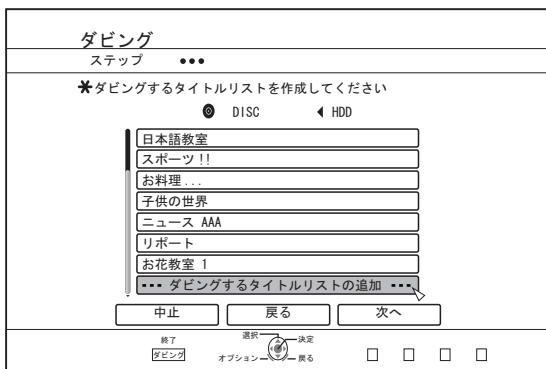 ダビング
ステップ •••
*ダビングするタイトルリストを作成してください
DISC HDD
日本語教室
スポーツ!!
お料理...
子供の世界
ニュース AAA
リポート
お花教室 1
--- ダビングするタイトルリストの追加 ---
中止 戻る 次へ
終了
ダビング
選択 決定
オプション 戻る